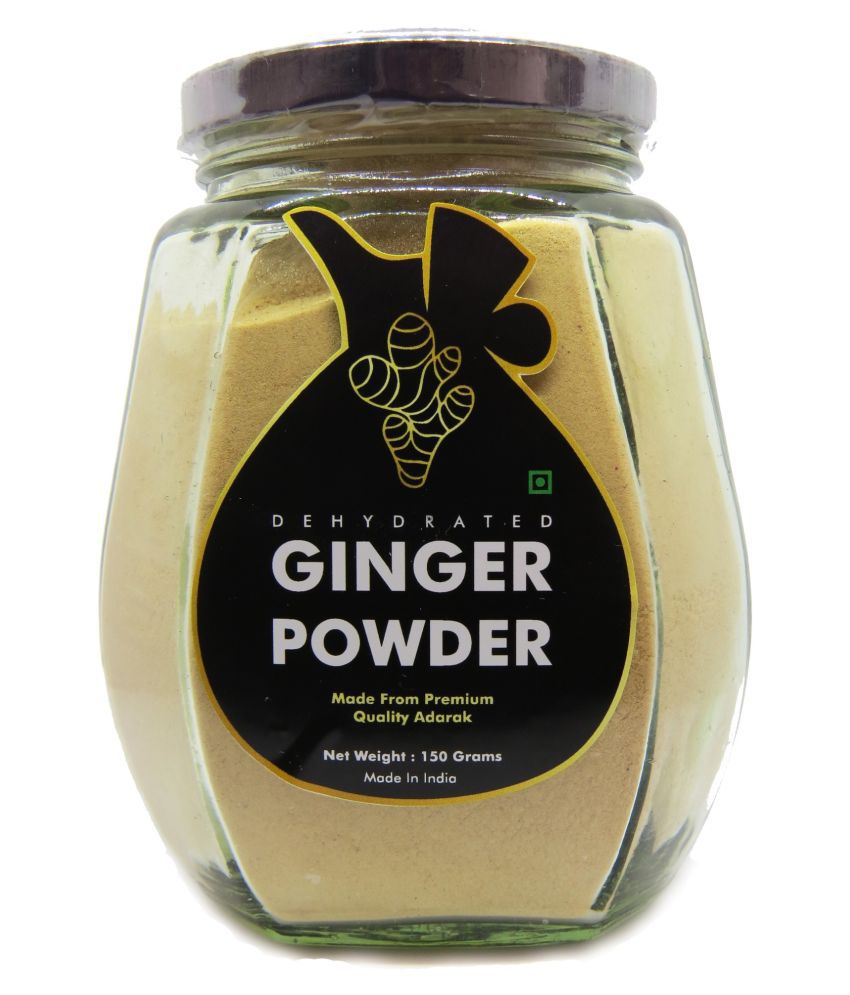 DEHYDRATED
GINGER
POWDER
Made From Premium
Quality Adarak
Net Weight : 150 Grams
Made In India